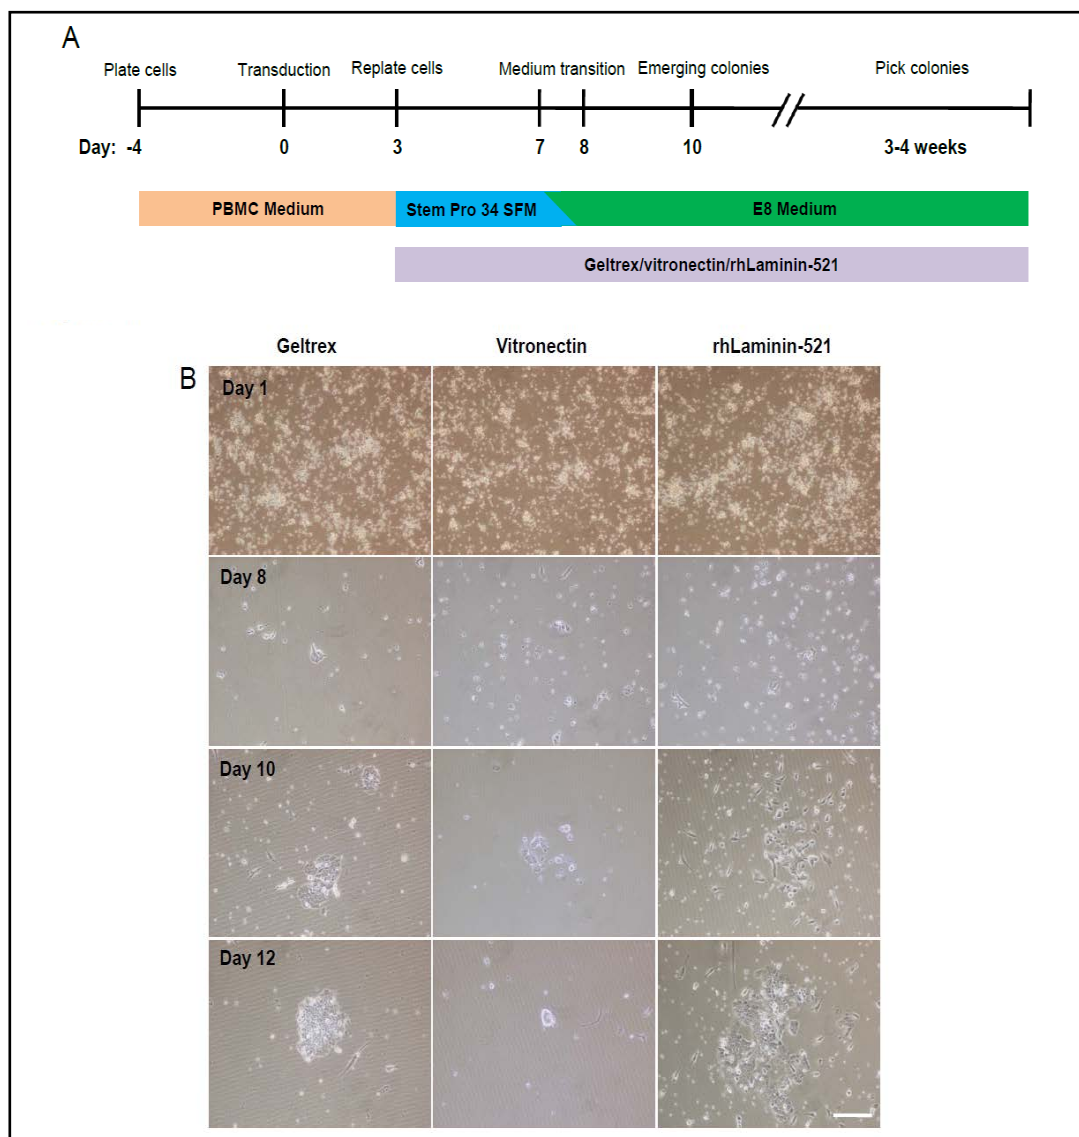 A
Plate cells Transduction Replate cells Medium transition Emerging colonies Pick colonies
Day: -4 0 3 7 8 10 3-4 weeks
PBMC Medium Stem Pro 34 SFM E8 Medium
Geltrex/vitronectin/rhLaminin-521
Geltrex Vitronectin rhLaminin-521
B
Day 1
Day 8
Day 10
Day 12